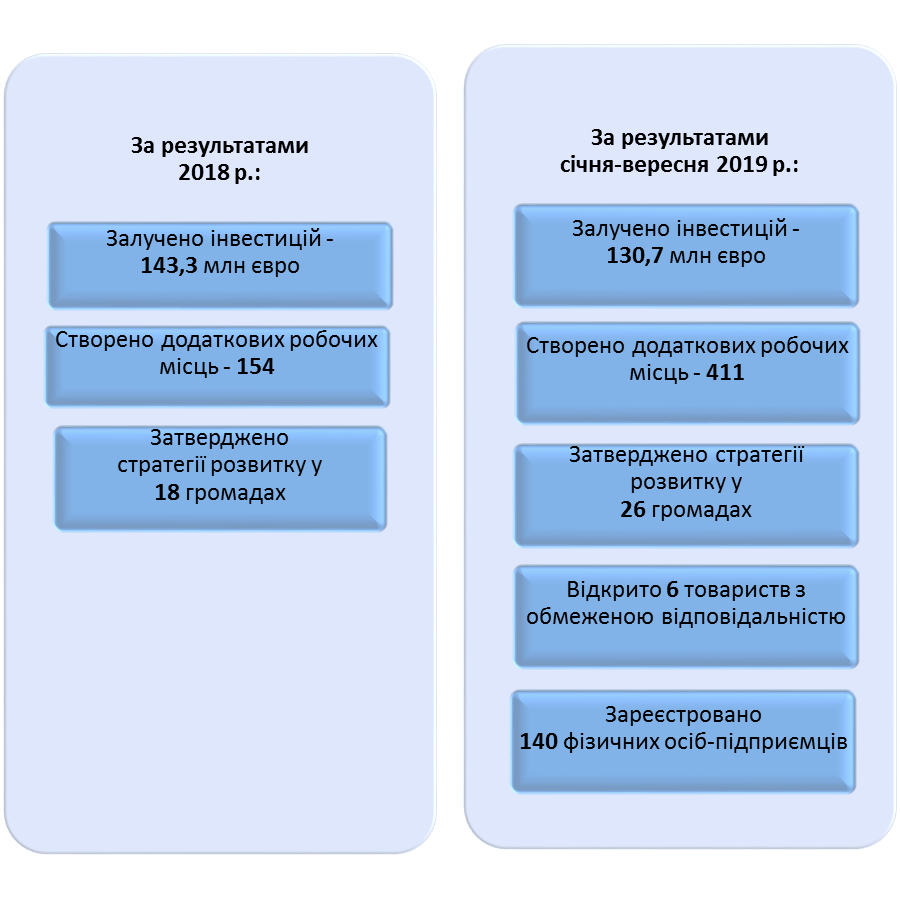 За результатами
2018 р.:
Залучено інвестицій -
143,3 млн євро
Створено додаткових робочих
місць - 154
Затверджено
стратегії розвитку у
18 громадах
За результатами
січня-вересня 2019 р.:
Залучено інвестицій -
130,7 млн євро
Створено додаткових робочих
місць - 411
Затверджено стратегії
розвитку у
26 громадах
Відкрито 6 товариств з
обмеженою відповідальністю
Зареєстровано
140 фізичних осіб-підприємців